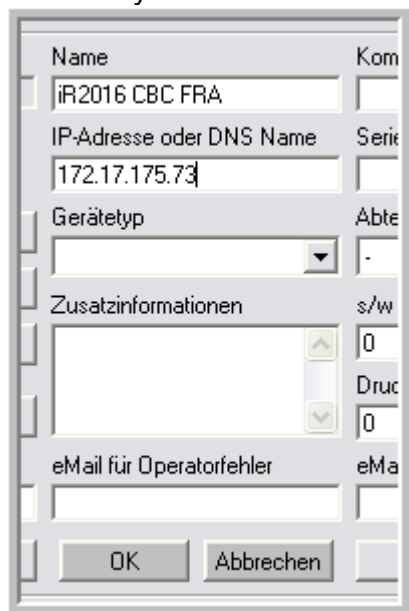 Name
Kom
iR2016 CBC FRA
IP-Adresse oder DNS Name
Serie
172.17.175.73
Gerätetyp
Abte
-
Zusatzinformationen
s/w
0
Druc
0
eMail für Operatorfehler
eMa
OK
Abbrechen